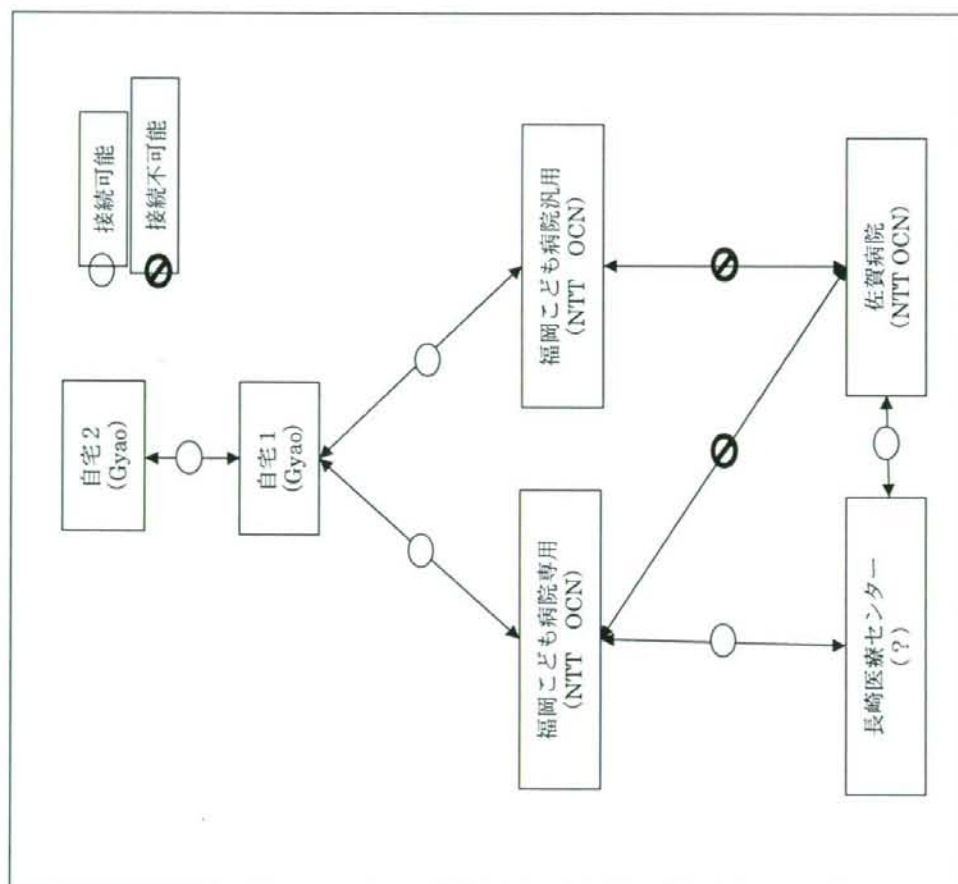 接続可能
接続不可能
自宅２
(Gyao)
自宅１
(Gyao)
福岡こども病院専用
(NTT OCN)
福岡こども病院汎用
(NTT OCN)
長崎医療センター
(？)
佐賀病院
(NTT OCN)